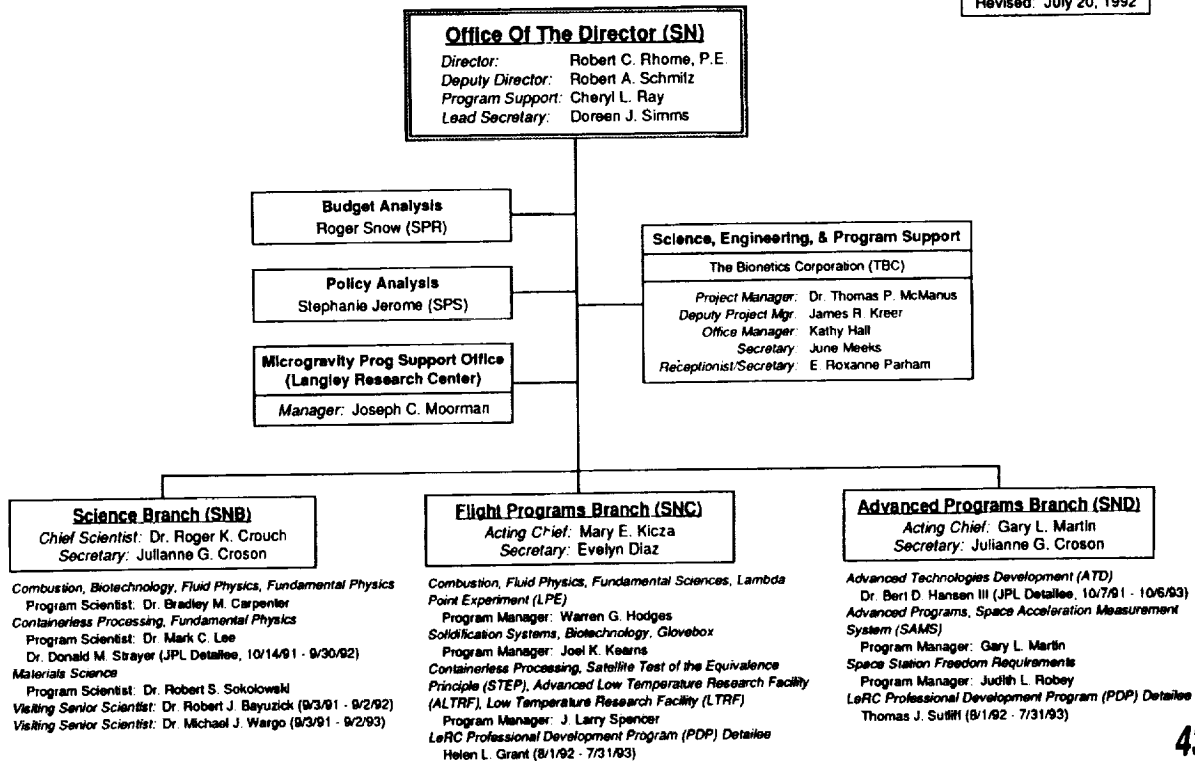 Revised: July 20, 1992
Office Of The Director (SN)
Director: Robert C. Rhome, P.E.
Deputy Director: Robert A. Schmitz
Program Support: Cheryl L. Ray
Lead Secretary: Doreen J. Simms
Budget Analysis
Roger Snow (SPR)
Policy Analysis
Stephanie Jerome (SPS)
Microgravity Prog Support Office
(Langley Research Center)
Manager: Joseph C. Moorman
Science, Engineering, & Program Support
The Bionetics Corporation (TBC)
Project Manager: Dr. Thomas P. McManus
Deputy Project Mgr. James R. Kreer
Office Manager: Kathy Hall
Secretary: June Meeks
Receptionist/Secretary: E. Roxanne Parham
Science Branch (SNB)
Chief Scientist: Dr. Roger K. Crouch
Secretary: Julianne G. Croson
Combustion, Biotechnology, Fluid Physics, Fundamental Physics
Program Scientist: Dr. Bradley M. Carpenter
Containerless Processing, Fundamental Physics
Program Scientist: Dr. Mark C. Lee
Dr. Donald M. Strayer (JPL Detailee, 10/14/91 - 9/30/92)
Materials Science
Program Scientist: Dr. Robert S. Sokolowski
Visiting Senior Scientist: Dr. Robert J. Bayuzick (9/3/91 - 9/2/92)
Visiting Senior Scientist: Dr. Michael J. Wargo (9/3/91 - 9/2/93)
Flight Programs Branch (SNC)
Acting Chief: Mary E. Kicza
Secretary: Evelyn Diaz
Combustion, Fluid Physics, Fundamental Sciences, Lambda
Point Experiment (LPE)
Program Manager: Warren G. Hodges
Solidification Systems, Biotechnology, Glovebox
Program Manager: Joel K. Kearns
Containerless Processing, Satellite Test of the Equivalence
Principle (STEP), Advanced Low Temperature Research Facility
(ALTRF), Low Temperature Research Facility (LTRF)
Program Manager: J. Larry Spencer
LeRC Professional Development Program (PDP) Detailee
Helen L. Grant (8/1/92 - 7/31/93)
Advanced Programs Branch (SND)
Acting Chief: Gary L. Martin
Secretary: Julianne G. Croson
Advanced Technologies Development (ATD)
Dr. Bert D. Hansen III (JPL Detailee, 10/7/91 - 10/6/93)
Advanced Programs, Space Acceleration Measurement
System (SAMS)
Program Manager: Gary L. Martin
Space Station Freedom Requirements
Program Manager: Judith L. Robey
LeRC Professional Development Program (PDP) Detailee
Thomas J. Sutliff (8/1/92 - 7/31/93)